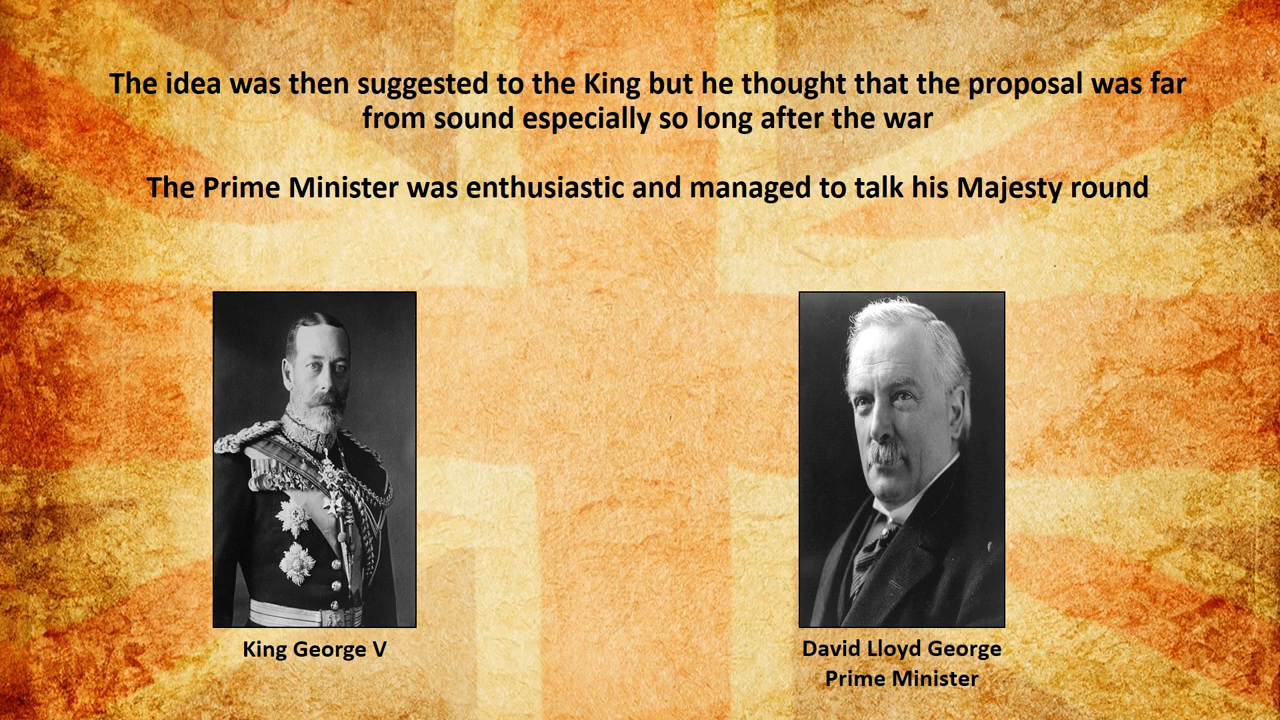 The idea was then suggested to the King but he thought that the proposal was far
from sound especially so long after the war
The Prime Minister was enthusiastic and managed to talk his Majesty round
King George V
David Lloyd George
Prime Minister